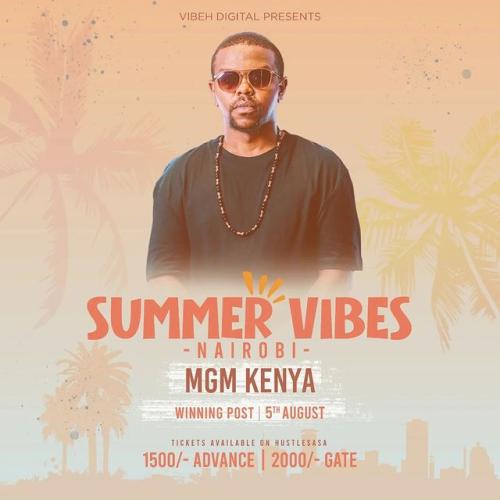 VIBEH DIGITAL PRESENTS
SUMMER VIBES
-NAIROBI-
MGM KENYA
WINNING POST | 5TH AUGUST
TICKETS AVAILABLE ON HUSTLESASA
1500/- ADVANCE | 2000/- GATE